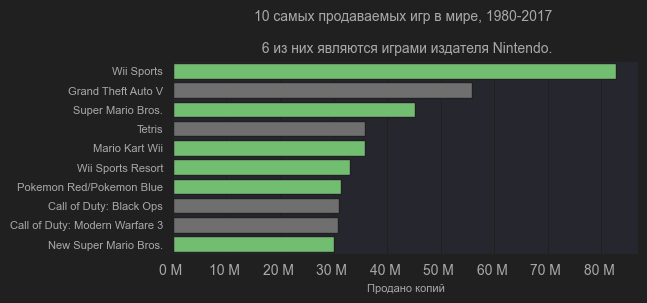 10 самых продаваемых игр в мире, 1980-2017
6 из них являются играми издателя Nintendo.
Wii Sports
Grand Theft Auto V
Super Mario Bros.
Tetris
Mario Kart Wii
Wii Sports Resort
Pokemon Red/Pokemon Blue
Call of Duty: Black Ops
Call of Duty: Modern Warfare 3
New Super Mario Bros.
0 M 10 M 20 M 30 M 40 M 50 M 60 M 70 M 80 M
Продано копий